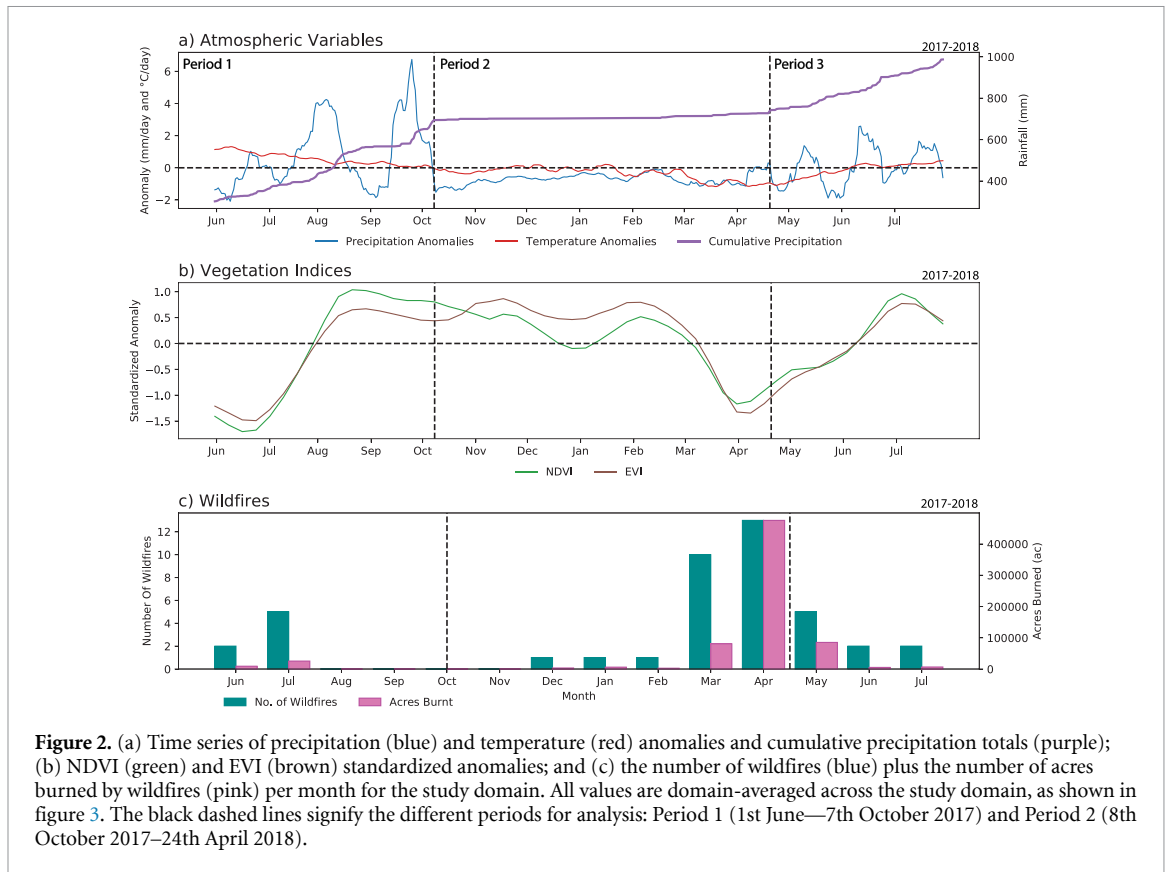 a) Atmospheric Variables
2017-2018
Period 1
Period 2
Period 3
Anomaly (mm/day and °C/day)
6
4
2
0
−2
1000
800
600
400
Rainfall (mm)
Jun Jul Aug Sep Oct Nov Dec Jan Feb Mar Apr May Jun Jul
Precipitation Anomalies Temperature Anomalies Cumulative Precipitation
b) Vegetation Indices
2017-2018
Standardized Anomaly
1.0
0.5
0.0
−0.5
−1.0
−1.5
Jun Jul Aug Sep Oct Nov Dec Jan Feb Mar Apr May Jun Jul
NDVI EVI
c) Wildfires
2017-2018
Number Of Wildfires
12
10
8
6
4
2
0
400000
300000
200000
100000
0
Acres Burned (ac)
Jun Jul Aug Sep Oct Nov Dec Jan Feb Mar Apr May Jun Jul
Month
No. of Wildfires Acres Burnt
Figure 2. (a) Time series of precipitation (blue) and temperature (red) anomalies and cumulative precipitation totals (purple);
(b) NDVI (green) and EVI (brown) standardized anomalies; and (c) the number of wildfires (blue) plus the number of acres
burned by wildfires (pink) per month for the study domain. All values are domain-averaged across the study domain, as shown in
figure 3. The black dashed lines signify the different periods for analysis: Period 1 (1st June—7th October 2017) and Period 2 (8th
October 2017–24th April 2018).